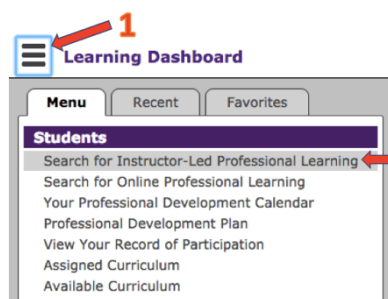 1
Learning Dashboard
Menu Recent Favorites
Students
Search for Instructor-Led Professional Learning
Search for Online Professional Learning
Your Professional Development Calendar
Professional Development Plan
View Your Record of Participation
Assigned Curriculum
Available Curriculum